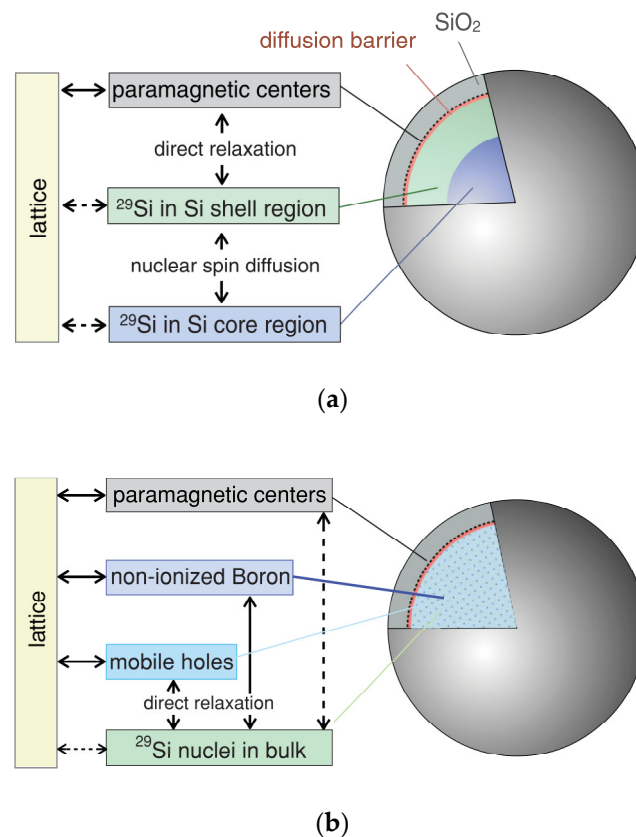 SiO₂
diffusion barrier
paramagnetic centers
direct relaxation
lattice
²⁹Si in Si shell region
nuclear spin diffusion
²⁹Si in Si core region
(a)
paramagnetic centers
non-ionized Boron
lattice
mobile holes
direct relaxation
²⁹Si nuclei in bulk
(b)